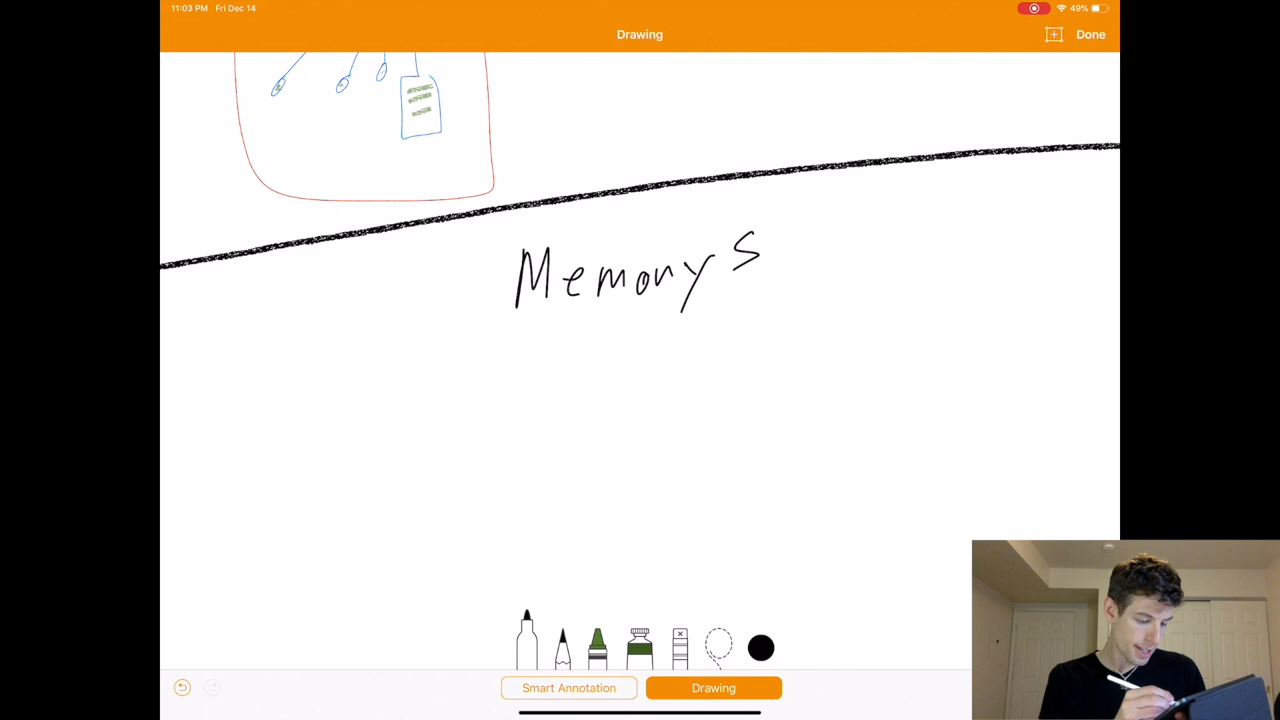 11:03 PM Fri Dec 14 49%
Drawing Done
Memory S
Smart Annotation Drawing